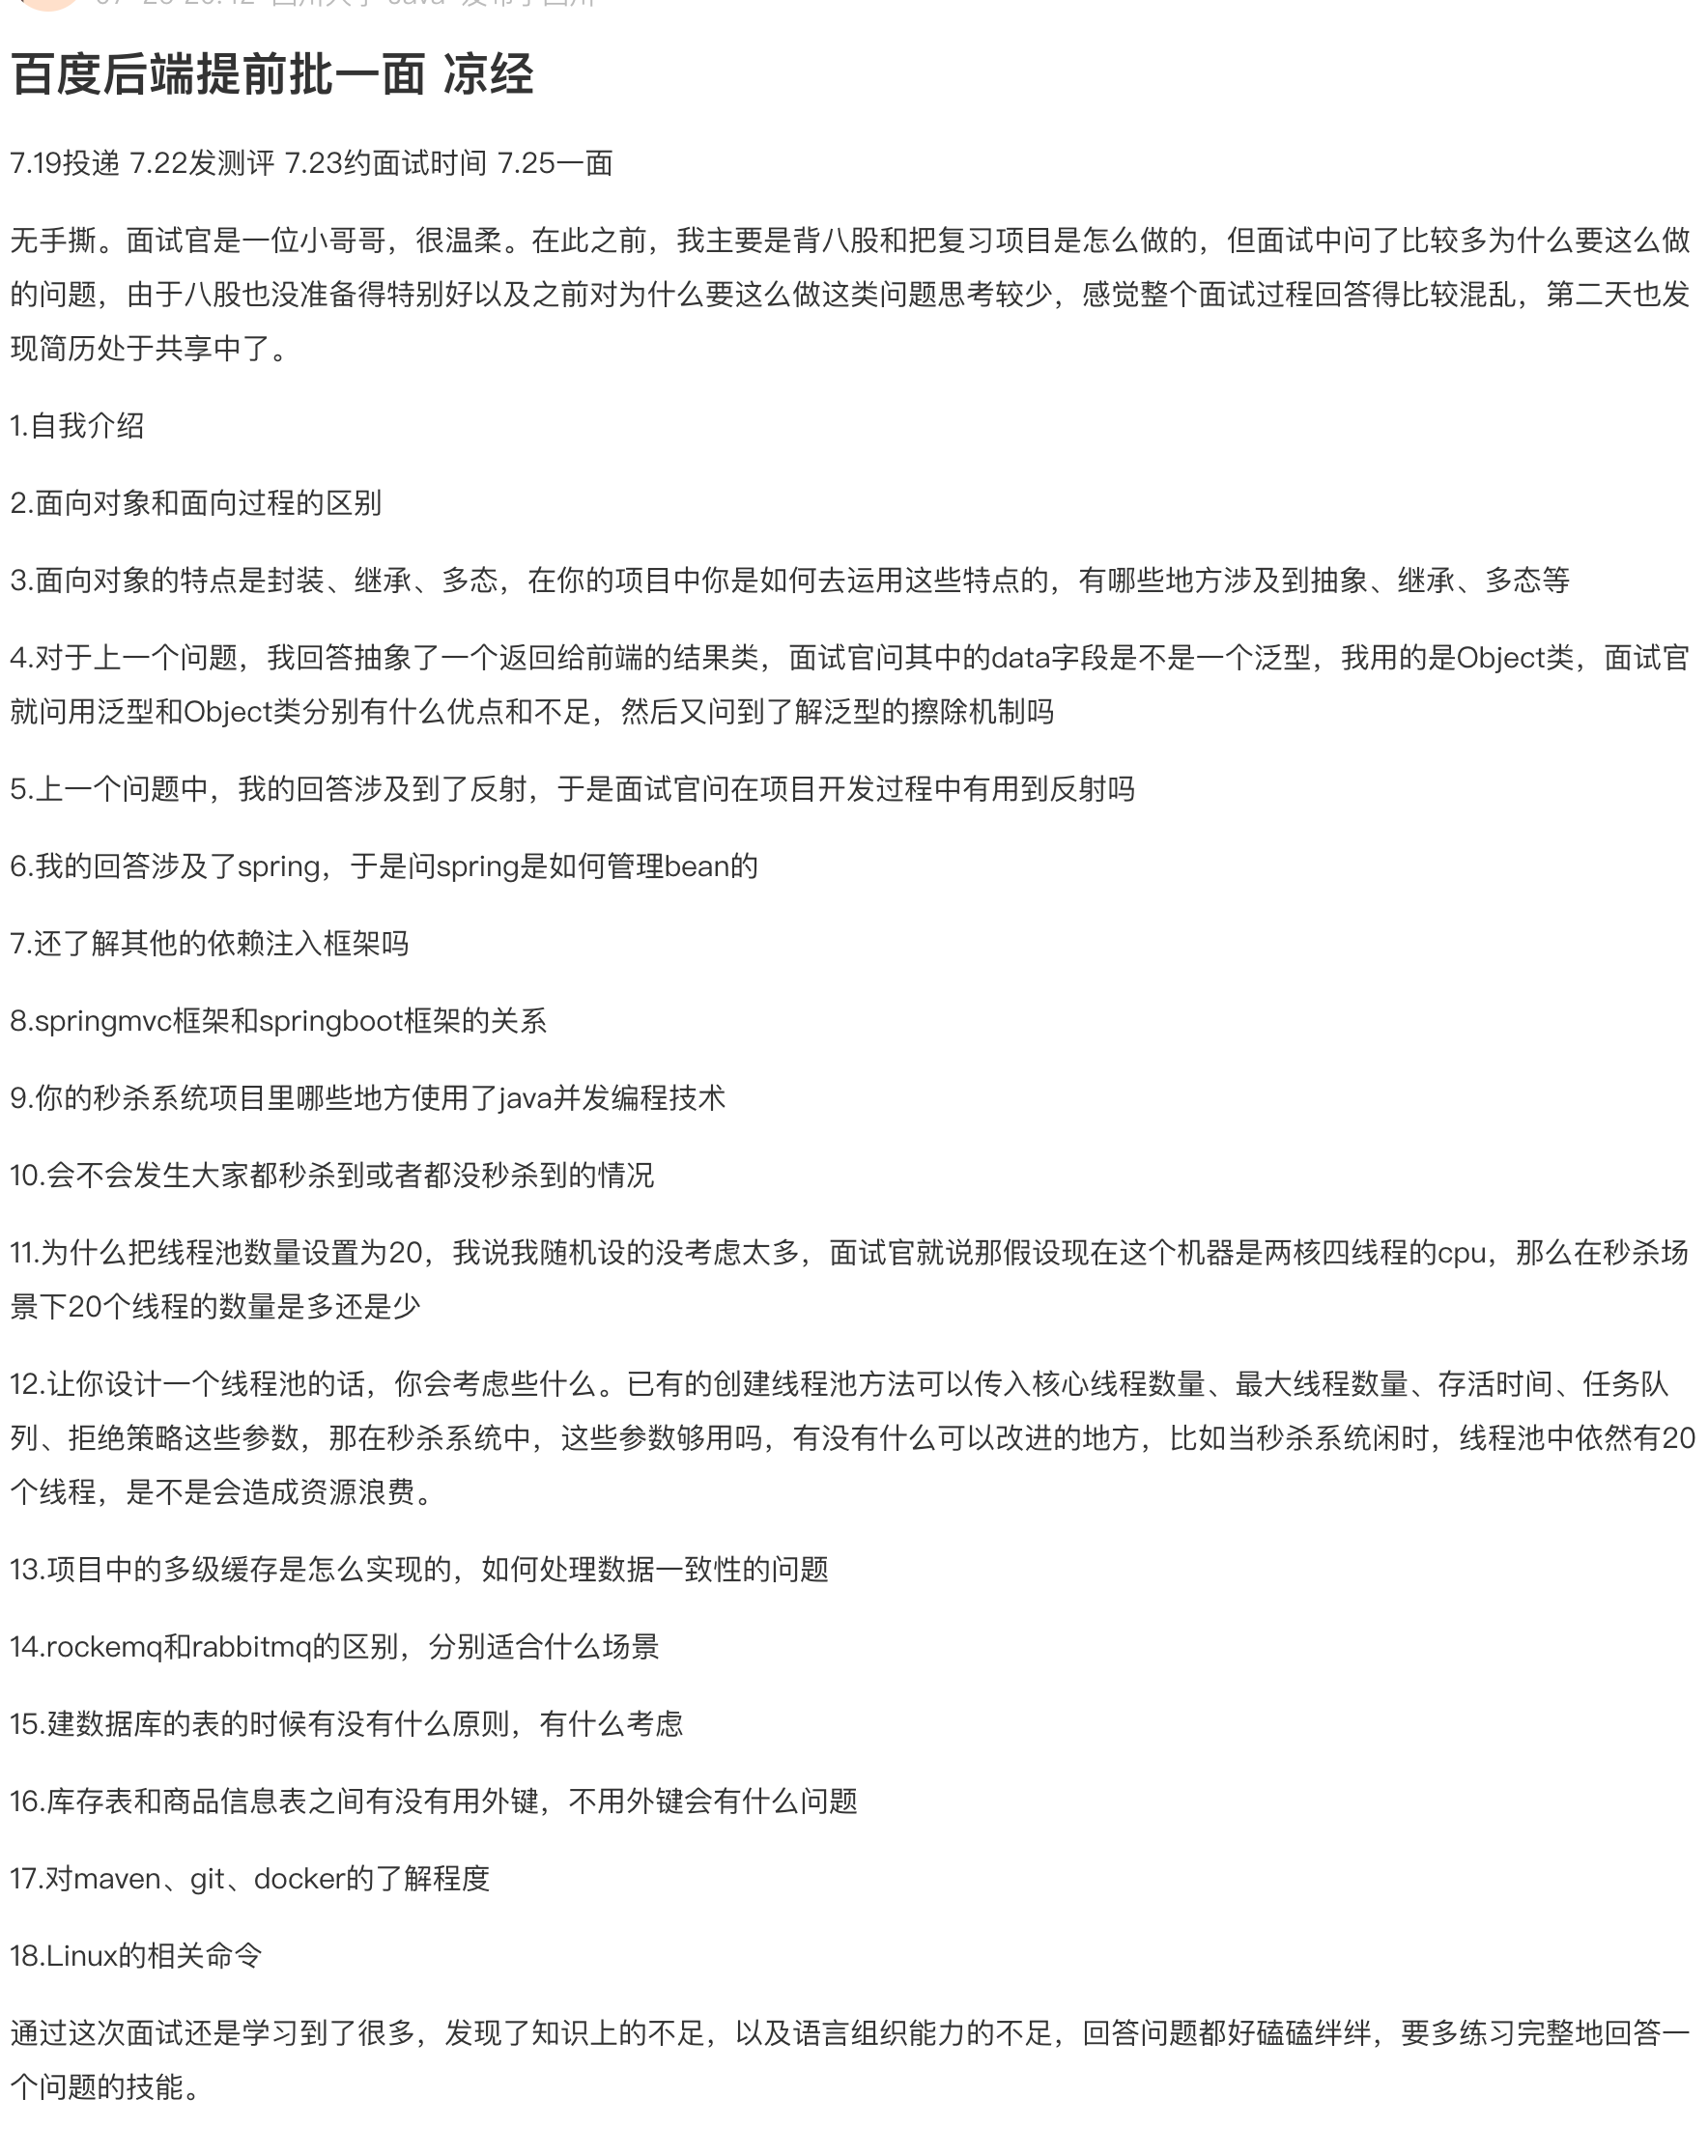 百度后端提前批一面 凉经
7.19投递 7.22发测评 7.23约面试时间 7.25一面
无手撕。面试官是一位小哥哥，很温柔。在此之前，我主要是背八股和把复习项目是怎么做的，但面试中问了比较多为什么要这么做
的问题，由于八股也没准备得特别好以及之前对为什么要这么做这类问题思考较少，感觉整个面试过程回答得比较混乱，第二天也发
现简历处于共享中了。
1.自我介绍
2.面向对象和面向过程的区别
3.面向对象的特点是封装、继承、多态，在你的项目中你是如何去运用这些特点的，有哪些地方涉及到抽象、继承、多态等
4.对于上一个问题，我回答抽象了一个返回给前端的结果类，面试官问其中的data字段是不是一个泛型，我用的是Object类，面试官
就问用泛型和Object类分别有什么优点和不足，然后又问到了解泛型的擦除机制吗
5.上一个问题中，我的回答涉及到了反射，于是面试官问在项目开发过程中有用到反射吗
6.我的回答涉及了spring，于是问spring是如何管理bean的
7.还了解其他的依赖注入框架吗
8.springmvc框架和springboot框架的关系
9.你的秒杀系统项目里哪些地方使用了java并发编程技术
10.会不会发生大家都秒杀到或者都没秒杀到的情况
11.为什么把线程池数量设置为20，我说我随机设的没考虑太多，面试官就说那假设现在这个机器是两核四线程的cpu，那么在秒杀场
景下20个线程的数量是多还是少
12.让你设计一个线程池的话，你会考虑些什么。已有的创建线程池方法可以传入核心线程数量、最大线程数量、存活时间、任务队
列、拒绝策略这些参数，那在秒杀系统中，这些参数够用吗，有没有什么可以改进的地方，比如当秒杀系统闲时，线程池中依然有20
个线程，是不是会造成资源浪费。
13.项目中的多级缓存是怎么实现的，如何处理数据一致性的问题
14.rockemq和rabbitmq的区别，分别适合什么场景
15.建数据库的表的时候有没有什么原则，有什么考虑
16.库存表和商品信息表之间有没有用外键，不用外键会有什么问题
17.对maven、git、docker的了解程度
18.Linux的相关命令
通过这次面试还是学习到了很多，发现了知识上的不足，以及语言组织能力的不足，回答问题都好磕磕绊绊，要多练习完整地回答一
个问题的技能。